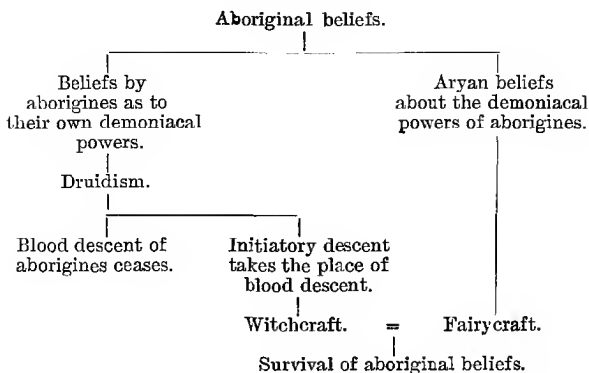 Aboriginal beliefs.
Beliefs by
aborigines as to
their own demoniacal
powers.
Aryan beliefs
about the demoniacal
powers of aborigines.
Druidism.
Blood descent of
aborigines ceases.
Initiatory descent
takes the place of
blood descent.
Witchcraft. = Fairycraft.
Survival of aboriginal beliefs.